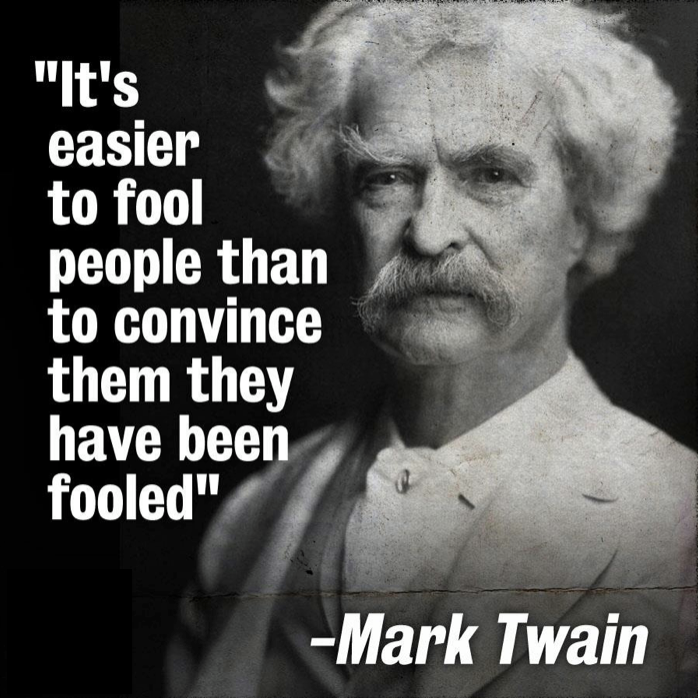 "It's
easier
to fool
people than
to convince
them they
have been
fooled"
-Mark Twain